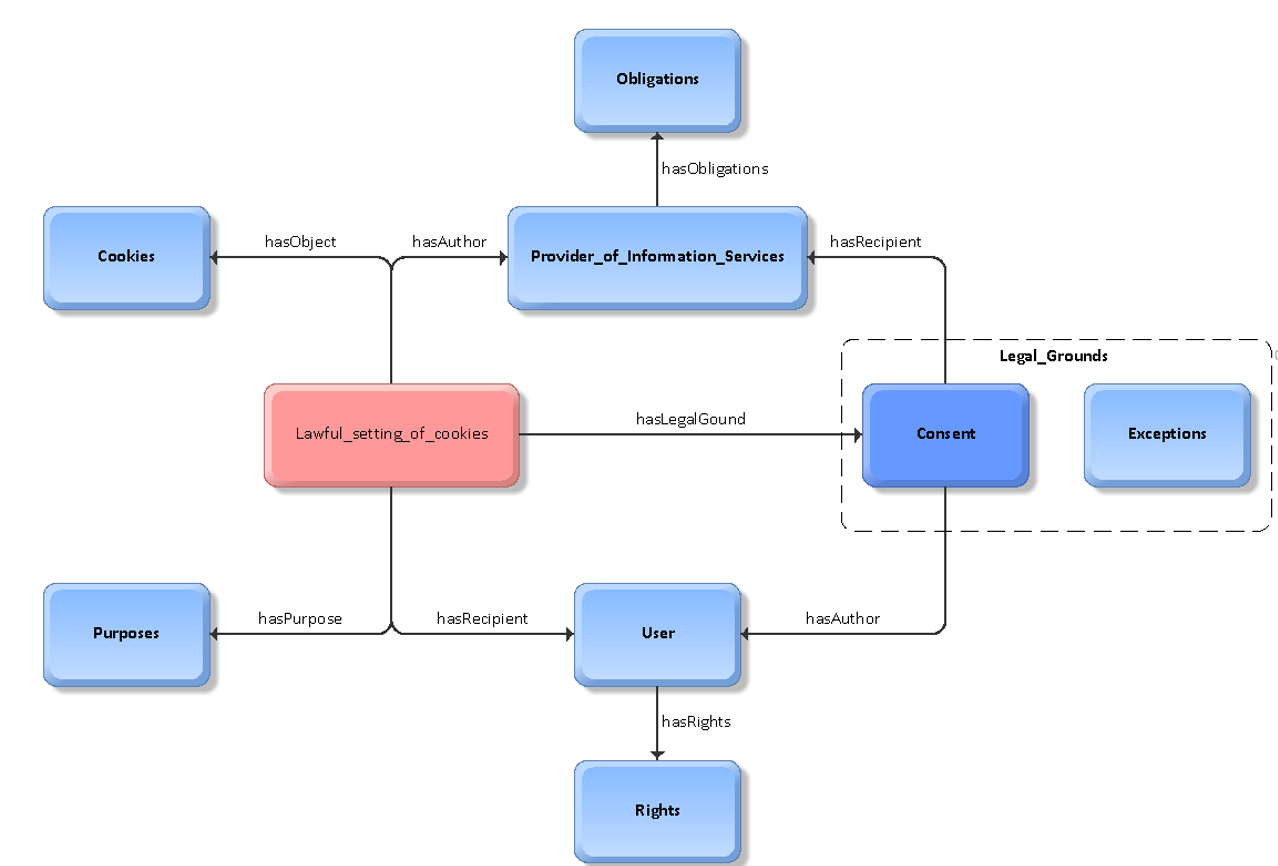 Obligations
hasObligations
Cookies
hasObject
hasAuthor
Provider_of_Information_Services
hasRecipient
Legal_Grounds
Lawful_setting_of_cookies
hasLegalGound
Consent
Exceptions
Purposes
hasPurpose
hasRecipient
User
hasAuthor
hasRights
Rights